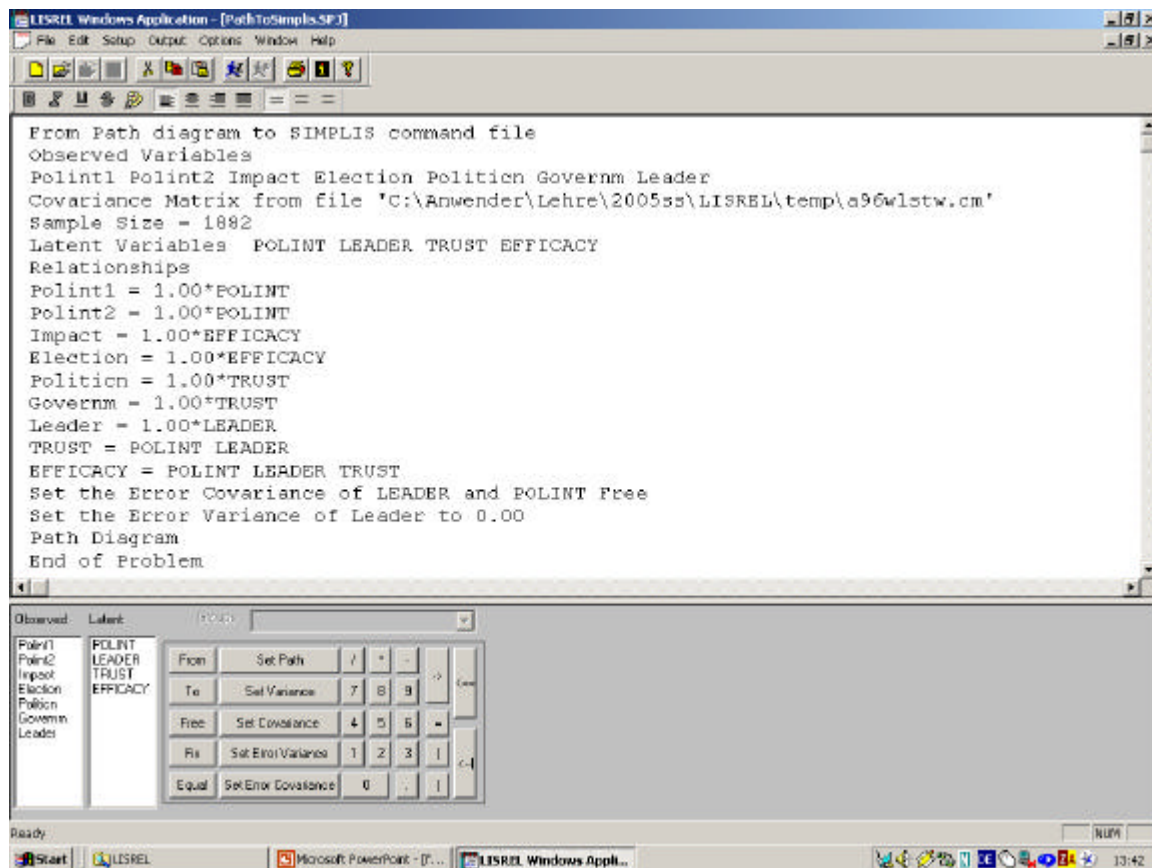 LISREL Windows Application - [PathToSimplis.SPJ]
File Edit Setup Output Options Window Help
From Path diagram to SIMPLIS command file
Observed Variables
Polint1 Polint2 Impact Election Politicn Governm Leader
Covariance Matrix from file 'C:\Anwender\Lehre\2005ss\LISREL\temp\a96wlstw.cm'
Sample Size = 1882
Latent Variables POLINT LEADER TRUST EFFICACY
Relationships
Polint1 = 1.00*POLINT
Polint2 = 1.00*POLINT
Impact = 1.00*EFFICACY
Election = 1.00*EFFICACY
Politicn = 1.00*TRUST
Governm = 1.00*TRUST
Leader = 1.00*LEADER
TRUST = POLINT LEADER
EFFICACY = POLINT LEADER TRUST
Set the Error Covariance of LEADER and POLINT Free
Set the Error Variance of Leader to 0.00
Path Diagram
End of Problem
Observed Latent
Polint1 POLINT
Polint2 LEADER
Impact TRUST
Election EFFICACY
Politicn
Governm
Leader
From Set Path / * -
To Set Variance 7 8 9
Free Set Covariance 4 5 6 =
Fix Set Error Variance 1 2 3
Equal Set Error Covariance 0 .
Ready NUM
Start LISREL Microsoft PowerPoint - LISREL Windows Appli... DE 13:42